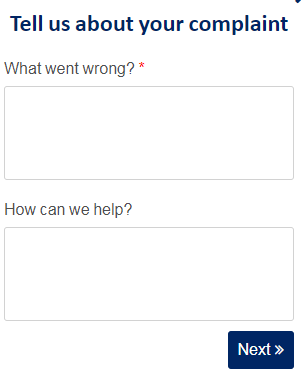 Tell us about your complaint
What went wrong? *
How can we help?
Next »